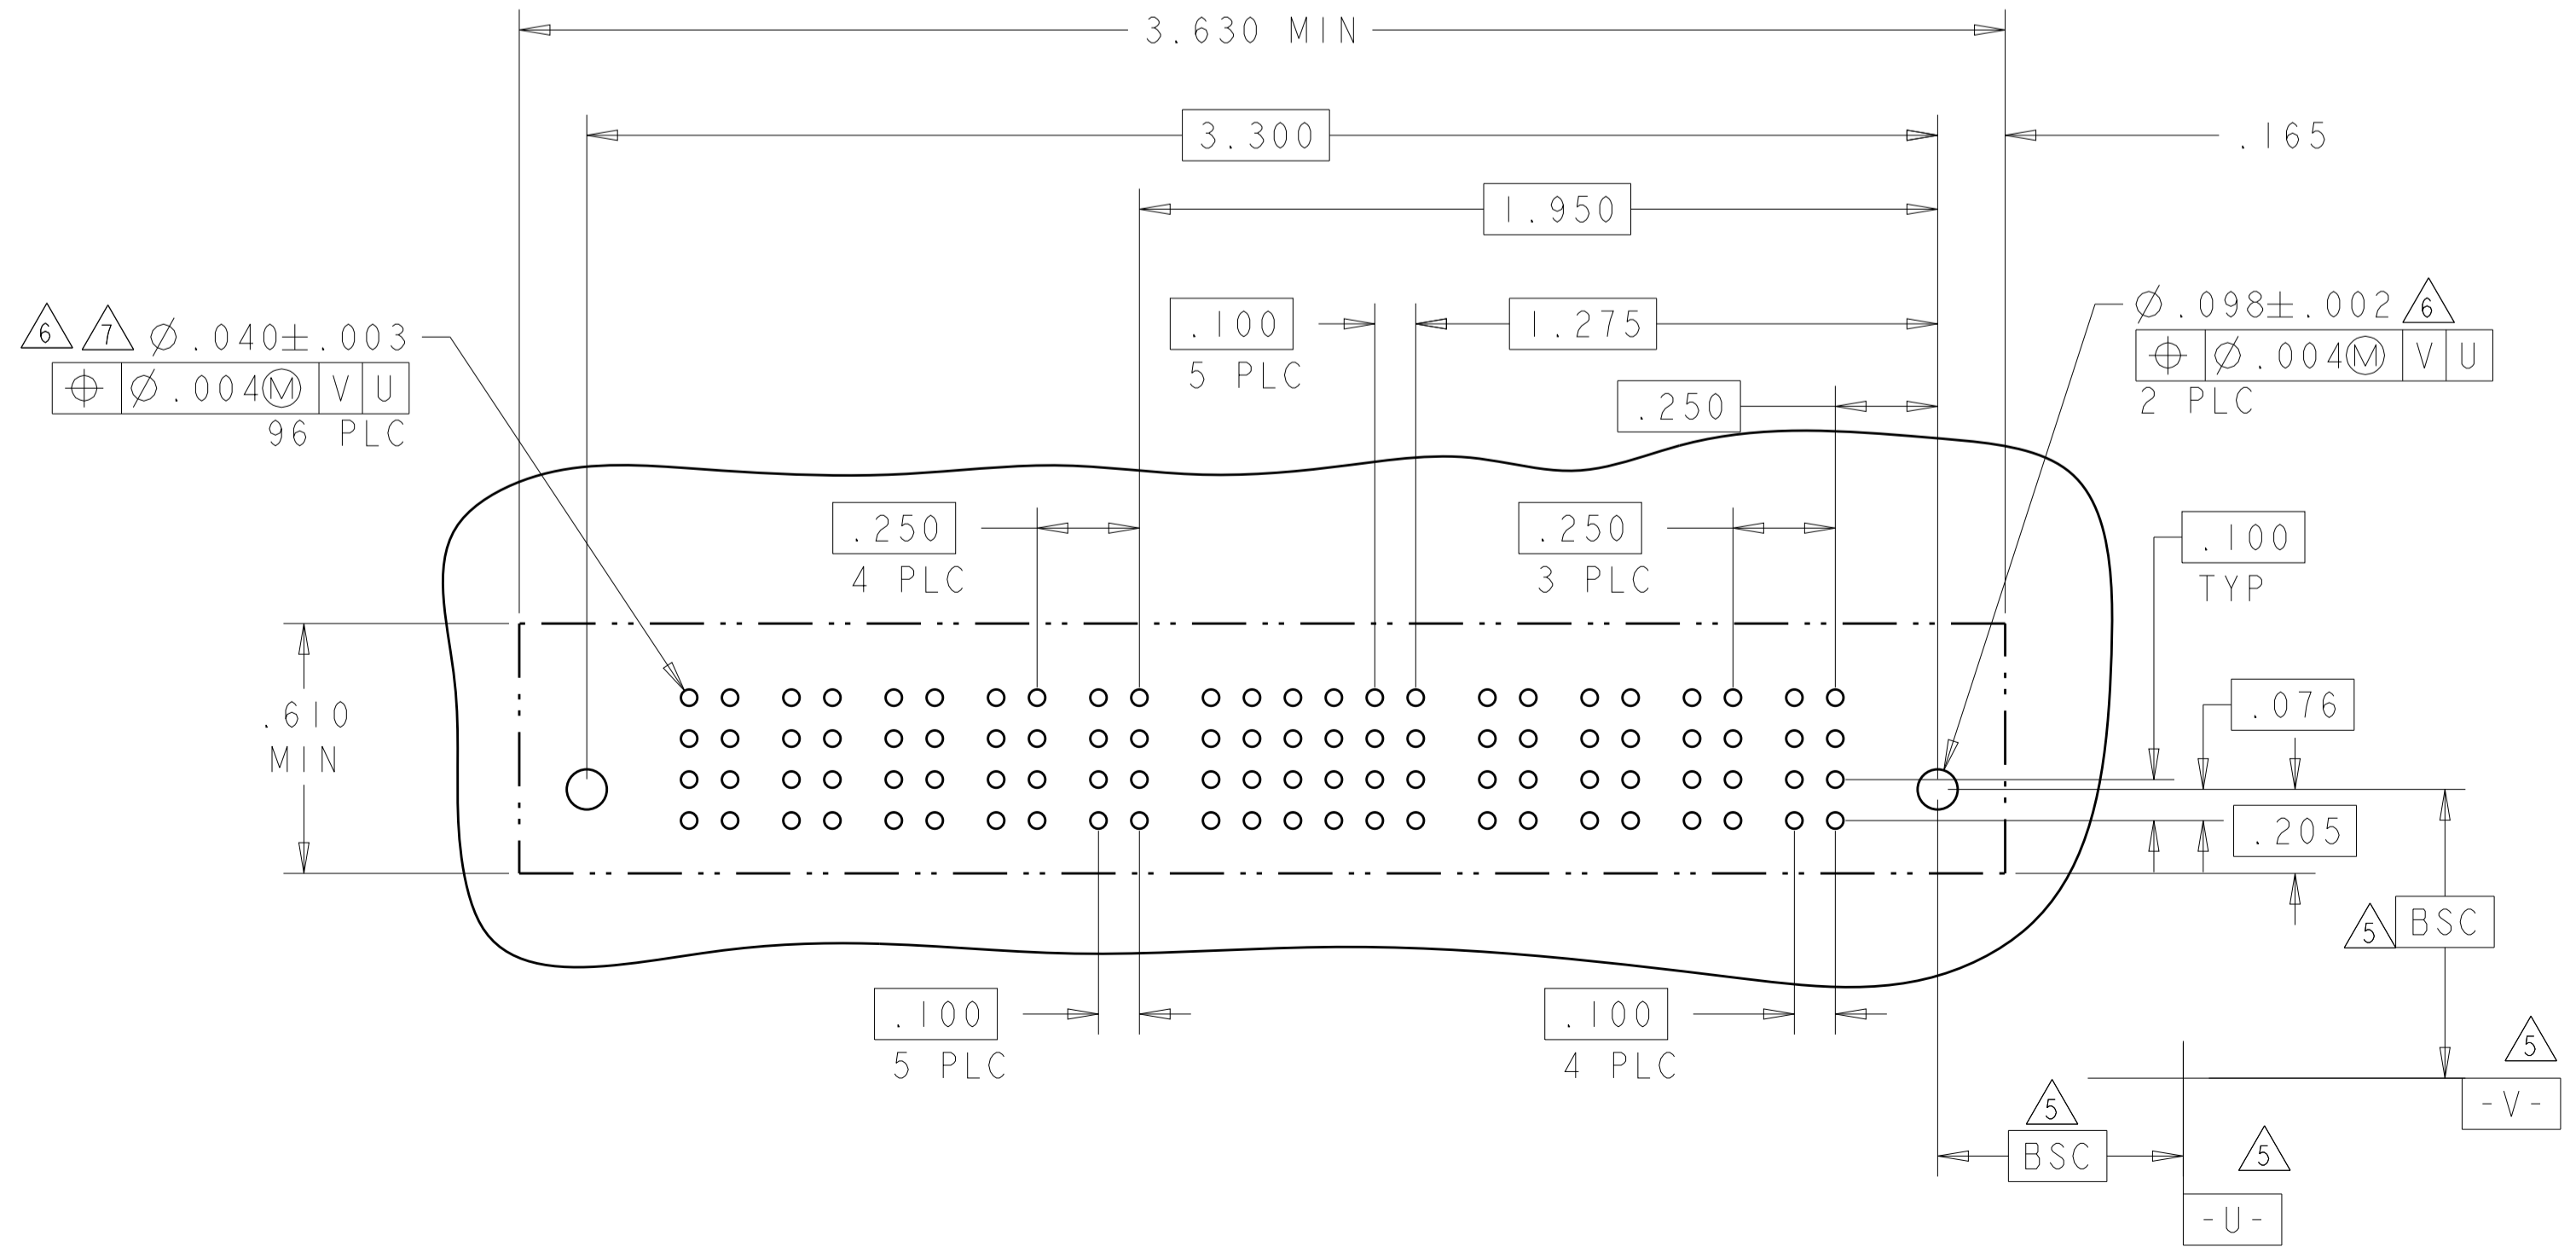 3.630 MIN
3.300
.165
1.950
6 7 Ø.040±.003
⌖ Ø.004Ⓜ V U
96 PLC
.100
5 PLC
1.275
.250
Ø.098±.002 6
⌖ Ø.004Ⓜ V U
2 PLC
.250
4 PLC
.250
3 PLC
.100
TYP
.610
MIN
.076
.205
5 BSC
.100
5 PLC
.100
4 PLC
5
-V-
5
BSC
5
-U-